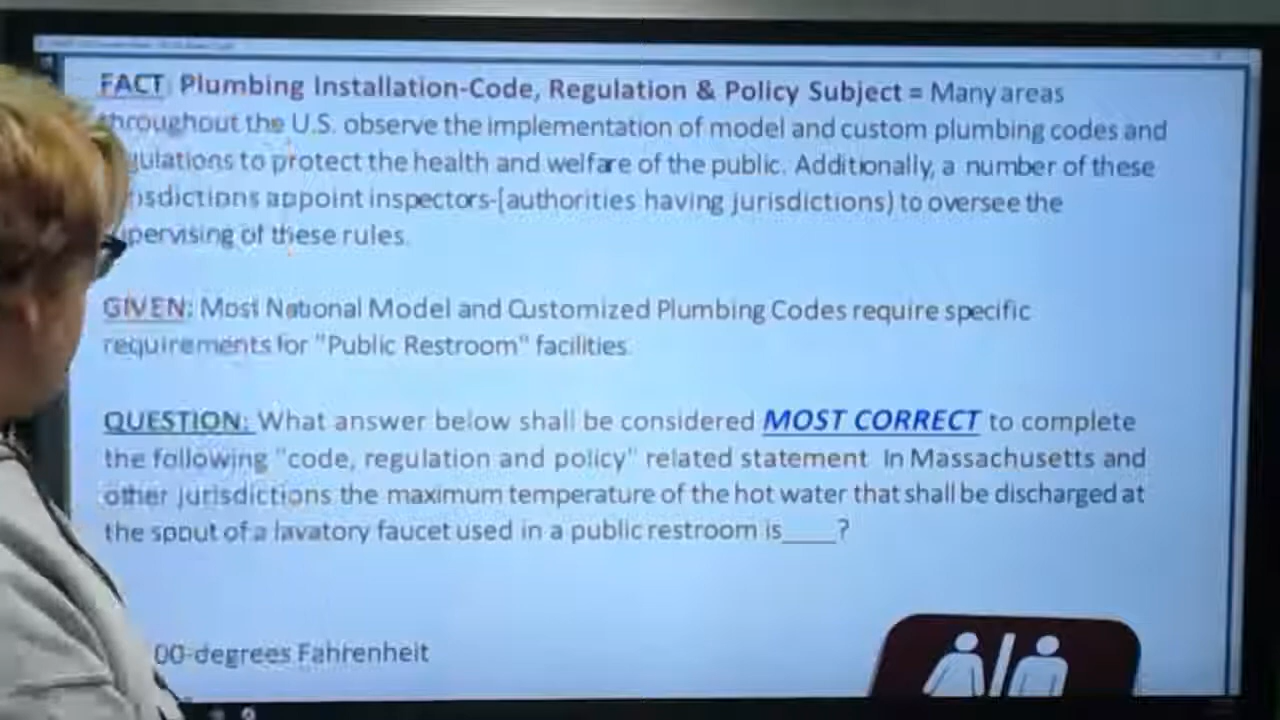 FACT: Plumbing Installation-Code, Regulation & Policy Subject = Many areas
throughout the U.S. observe the implementation of model and custom plumbing codes and
gulations to protect the health and welfare of the public. Additionally, a number of these
isdictions appoint inspectors-(authorities having jurisdictions) to oversee the
pervising of these rules.
GIVEN: Most National Model and Customized Plumbing Codes require specific
requirements for "Public Restroom" facilities.
QUESTION: What answer below shall be considered MOST CORRECT to complete
the following "code, regulation and policy" related statement In Massachusetts and
other jurisdictions the maximum temperature of the hot water that shall be discharged at
the spout of a lavatory faucet used in a public restroom is____?
00-degrees Fahrenheit